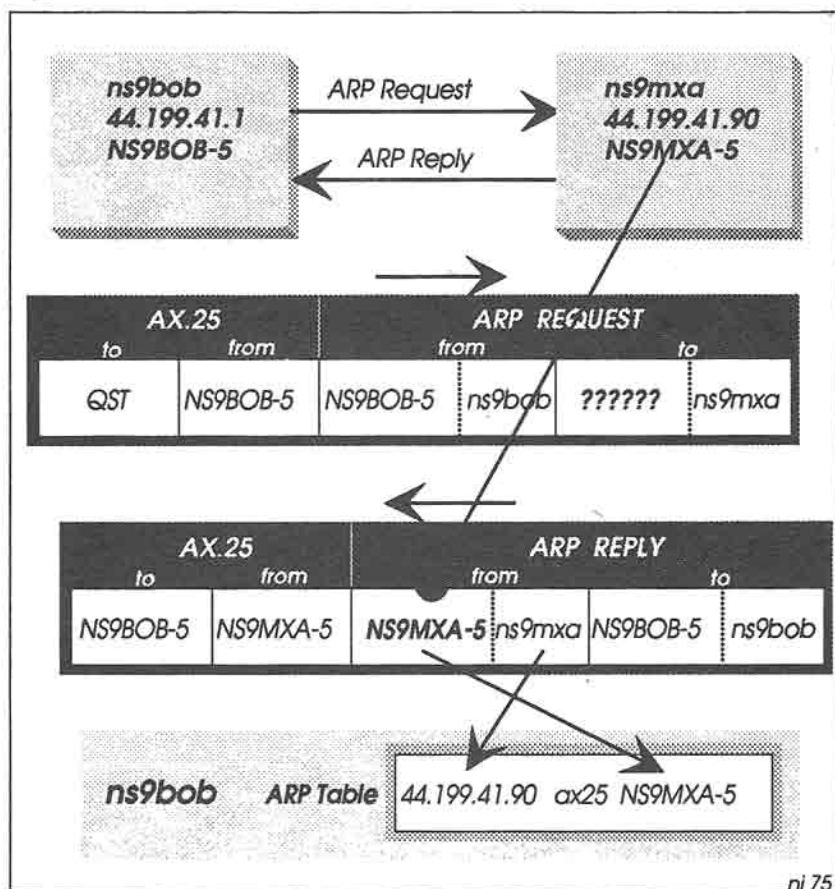 ns9bob
44.199.41.1
NS9BOB-5
ARP Request
ARP Reply
ns9mxa
44.199.41.90
NS9MXA-5
AX.25 ARP REQUEST
to from from to
QST NS9BOB-5 NS9BOB-5 ns9bob ?????? ns9mxa
AX.25 ARP REPLY
to from from to
NS9BOB-5 NS9MXA-5 NS9MXA-5 ns9mxa NS9BOB-5 ns9bob
ns9bob ARP Table 44.199.41.90 ax25 NS9MXA-5
ni 75